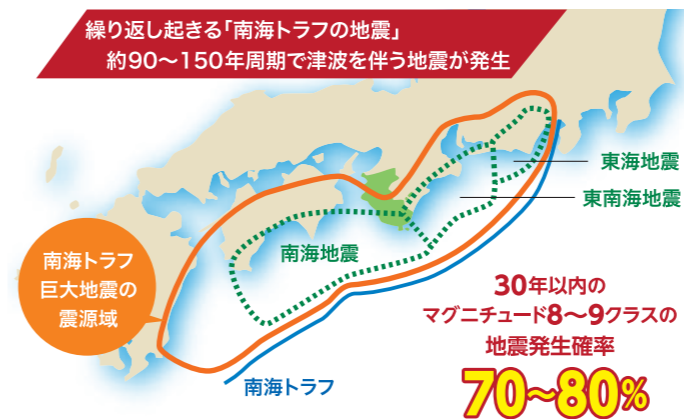 繰り返し起きる「南海トラフの地震」
約90〜150年周期で津波を伴う地震が発生
東海地震
東南海地震
南海地震
南海トラフ
巨大地震の
震源域
南海トラフ
30年以内の
マグニチュード8〜9クラスの
地震発生確率
70〜80%